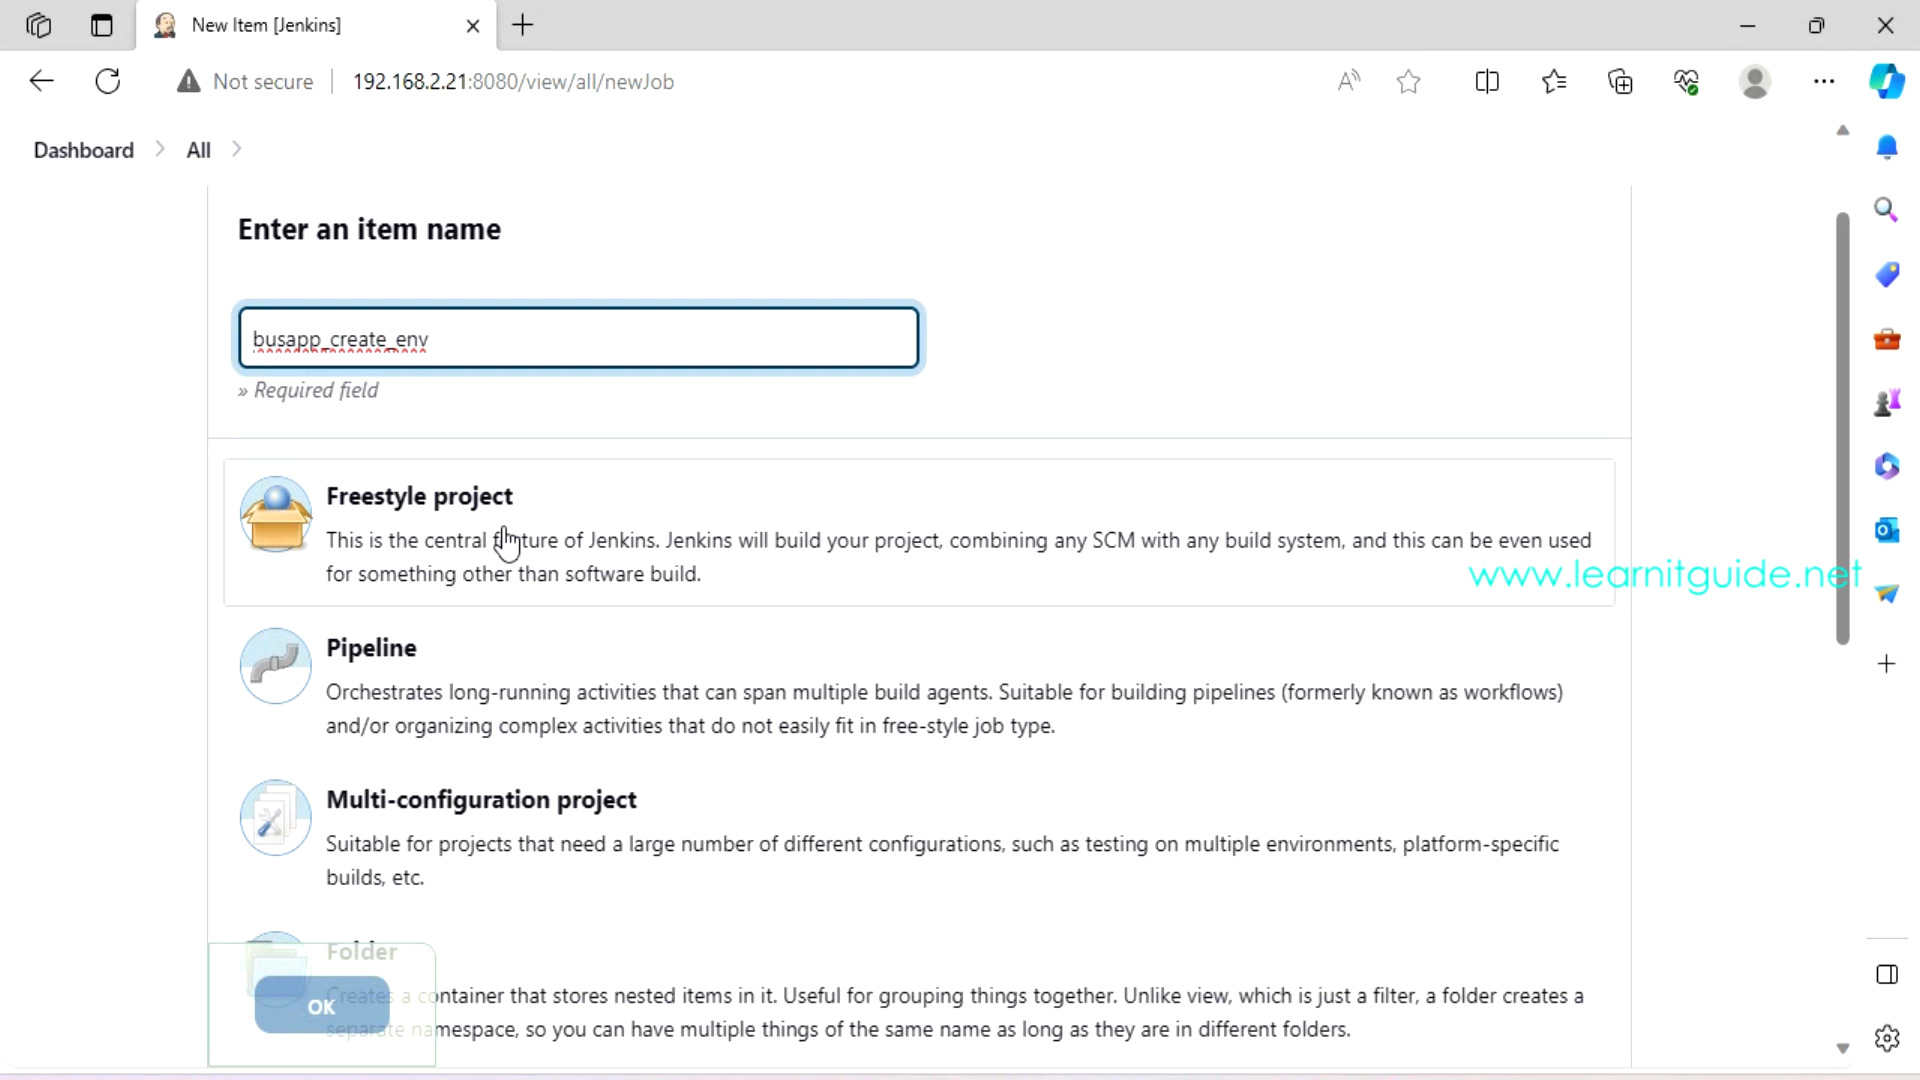 New Item [Jenkins]
Not secure
192.168.2.21:8080/view/all/newJob
Dashboard
All
Enter an item name
busapp_create_env
» Required field
Freestyle project
This is the central feature of Jenkins. Jenkins will build your project, combining any SCM with any build system, and this can be even used
for something other than software build.
www.learnitguide.net
Pipeline
Orchestrates long-running activities that can span multiple build agents. Suitable for building pipelines (formerly known as workflows)
and/or organizing complex activities that do not easily fit in free-style job type.
Multi-configuration project
Suitable for projects that need a large number of different configurations, such as testing on multiple environments, platform-specific
builds, etc.
Folder
Creates a container that stores nested items in it. Useful for grouping things together. Unlike view, which is just a filter, a folder creates a
separate namespace, so you can have multiple things of the same name as long as they are in different folders.
OK